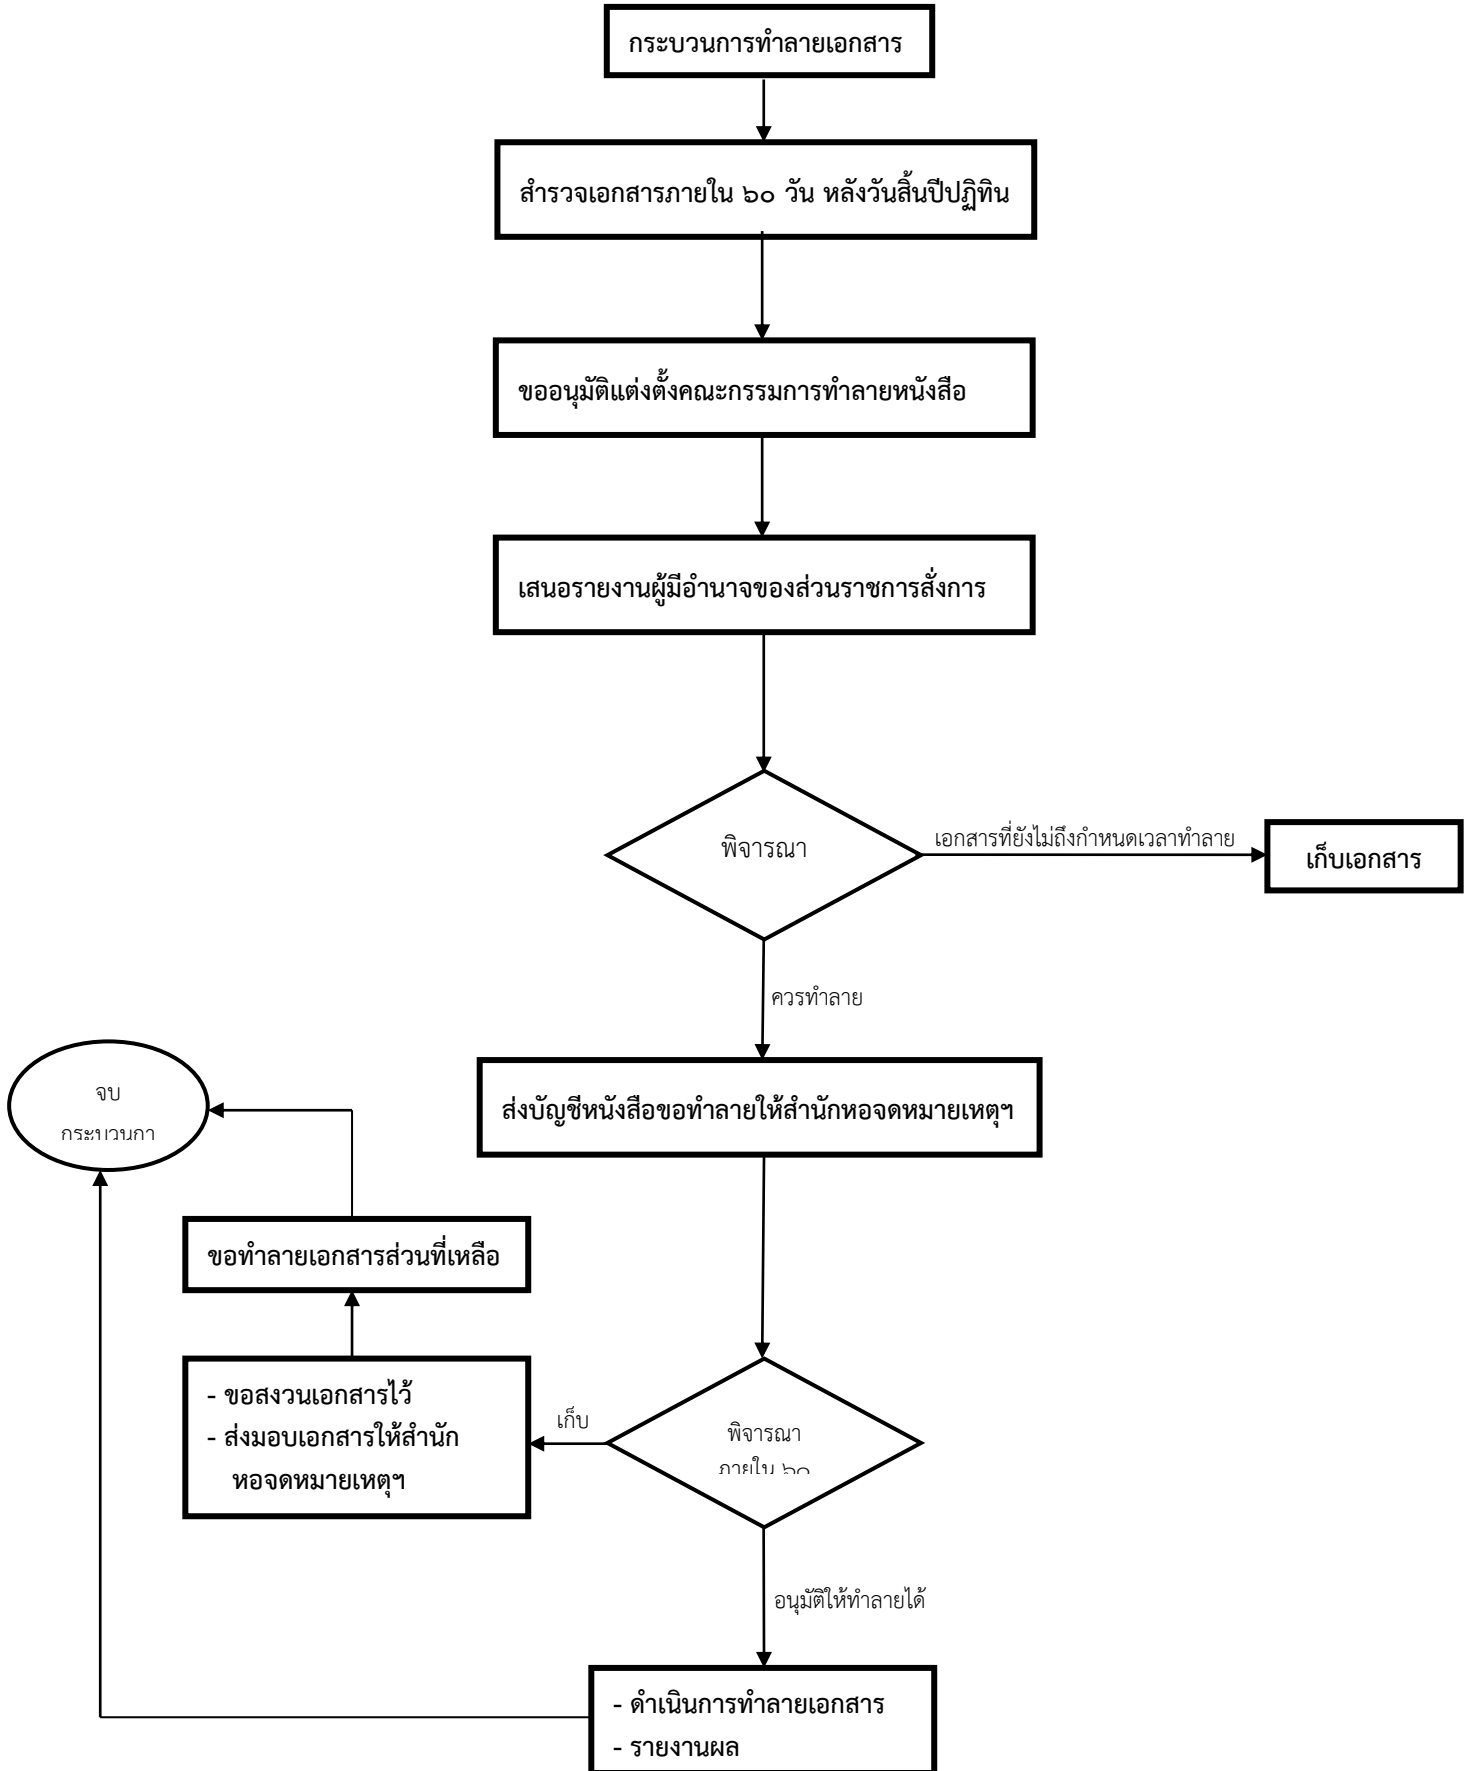 กระบวนการทำลายเอกสาร
สำรวจเอกสารภายใน ๖๐ วัน หลังวันสิ้นปีปฏิทิน
ขออนุมัติแต่งตั้งคณะกรรมการทำลายหนังสือ
เสนอรายงานผู้มีอำนาจของส่วนราชการสั่งการ
พิจารณา
เอกสารที่ยังไม่ถึงกำหนดเวลาทำลาย
เก็บเอกสาร
ควรทำลาย
ส่งบัญชีหนังสือขอทำลายให้สำนักหอจดหมายเหตุฯ
จบ
กระบวนกา
ขอทำลายเอกสารส่วนที่เหลือ
- ขอสงวนเอกสารไว้
- ส่งมอบเอกสารให้สำนัก
หอจดหมายเหตุฯ
เก็บ
พิจารณา
ภายใน ๖๐
อนุมัติให้ทำลายได้
- ดำเนินการทำลายเอกสาร
- รายงานผล